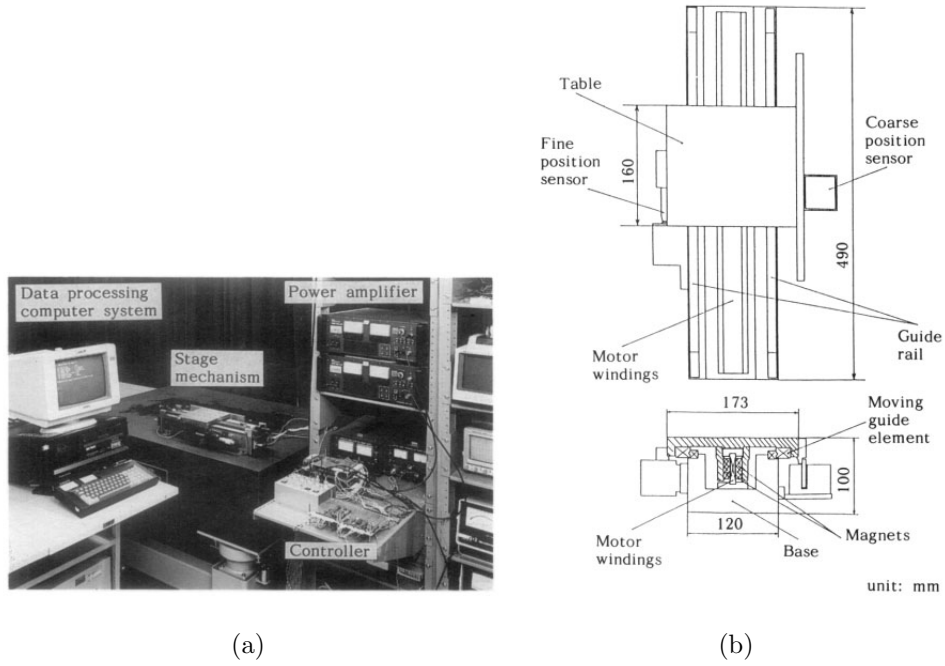 Data processing
computer system
Power amplifier
Stage
mechanism
Controller
(a)
Table
Fine
position
sensor
160
Coarse
position
sensor
490
Motor
windings
Guide
rail
173
Moving
guide
element
100
120
Motor
windings
Base
Magnets
unit: mm
(b)